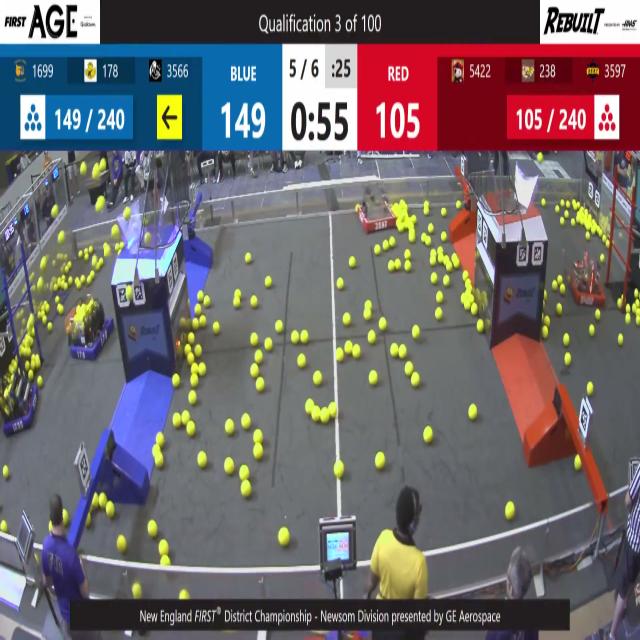 FIRST AGE
Qualification 3 of 100
REBUILT
1699 178 3566 BLUE 5 / 6 :25 RED 5422 238 3597
149 / 240 149 0:55 105 105 / 240
New England FIRST® District Championship - Newsom Division presented by GE Aerospace